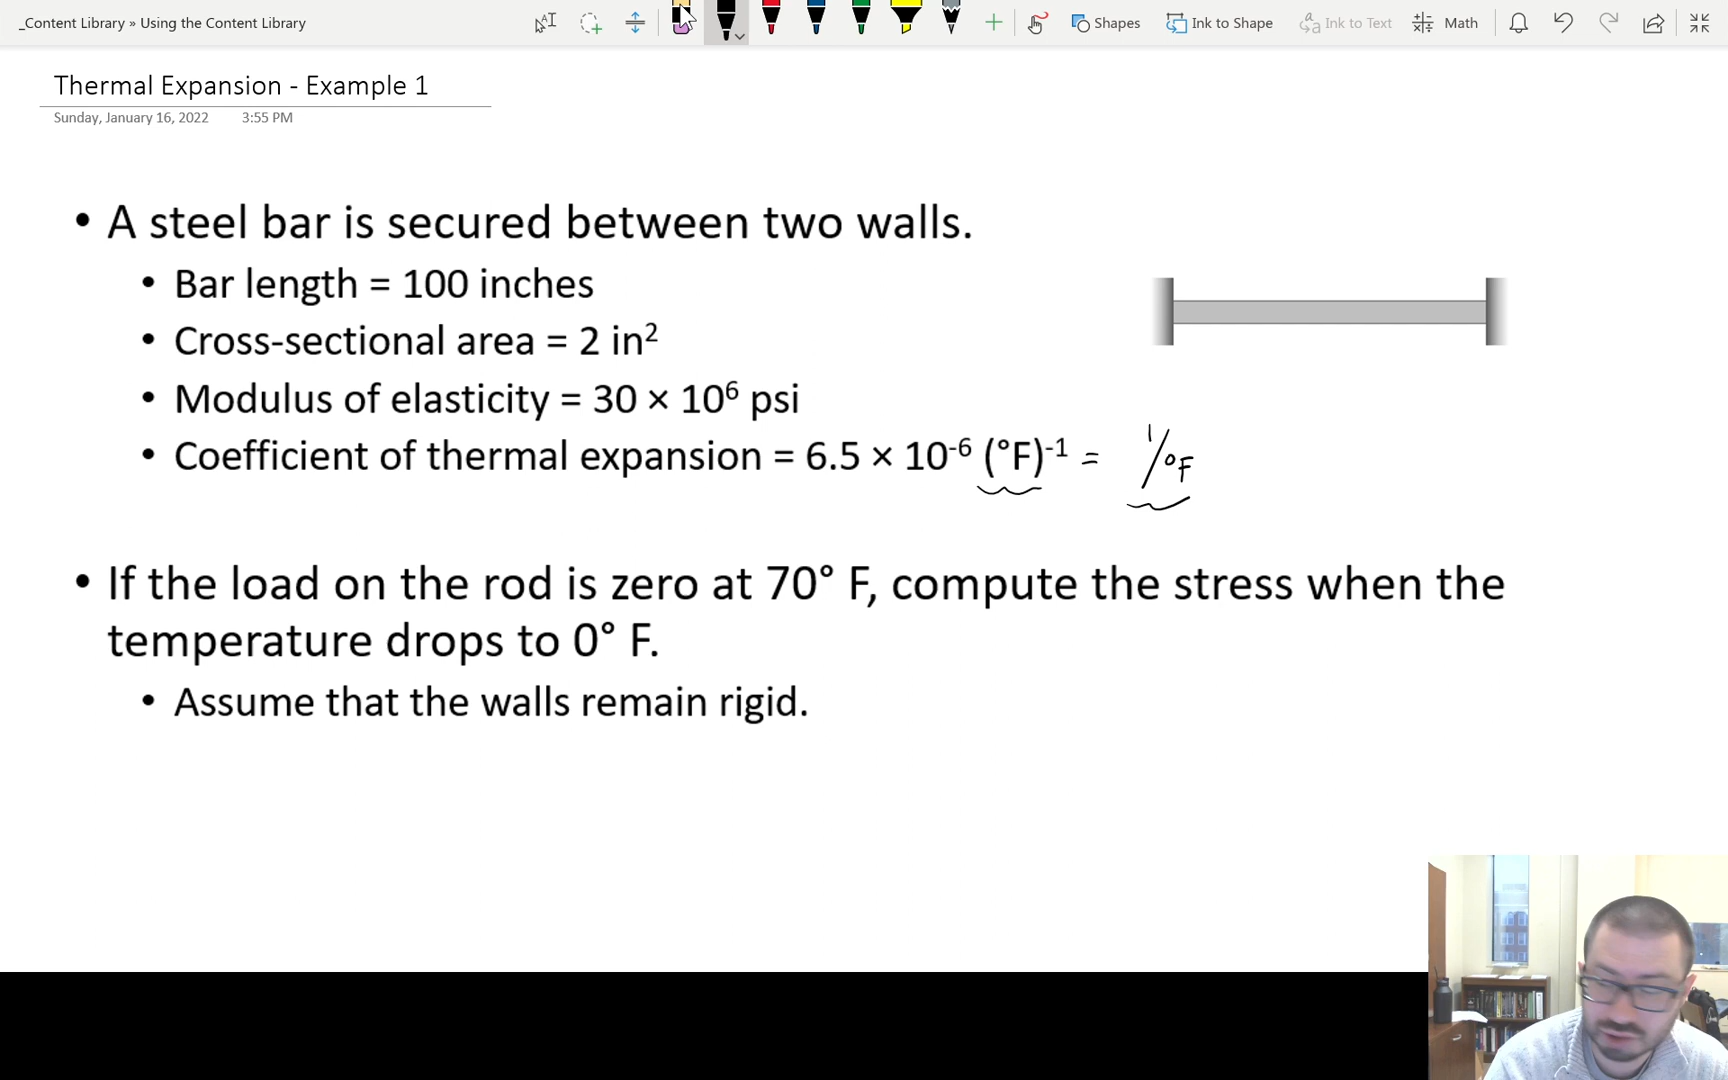 _Content Library » Using the Content Library
Shapes
Ink to Shape
Ink to Text
Math
Thermal Expansion - Example 1
Sunday, January 16, 2022 3:55 PM
• A steel bar is secured between two walls.
• Bar length = 100 inches
• Cross-sectional area = 2 in²
• Modulus of elasticity = 30 × 10⁶ psi
• Coefficient of thermal expansion = 6.5 × 10⁻⁶ (°F)⁻¹ = 1/°F
• If the load on the rod is zero at 70° F, compute the stress when the
temperature drops to 0° F.
• Assume that the walls remain rigid.